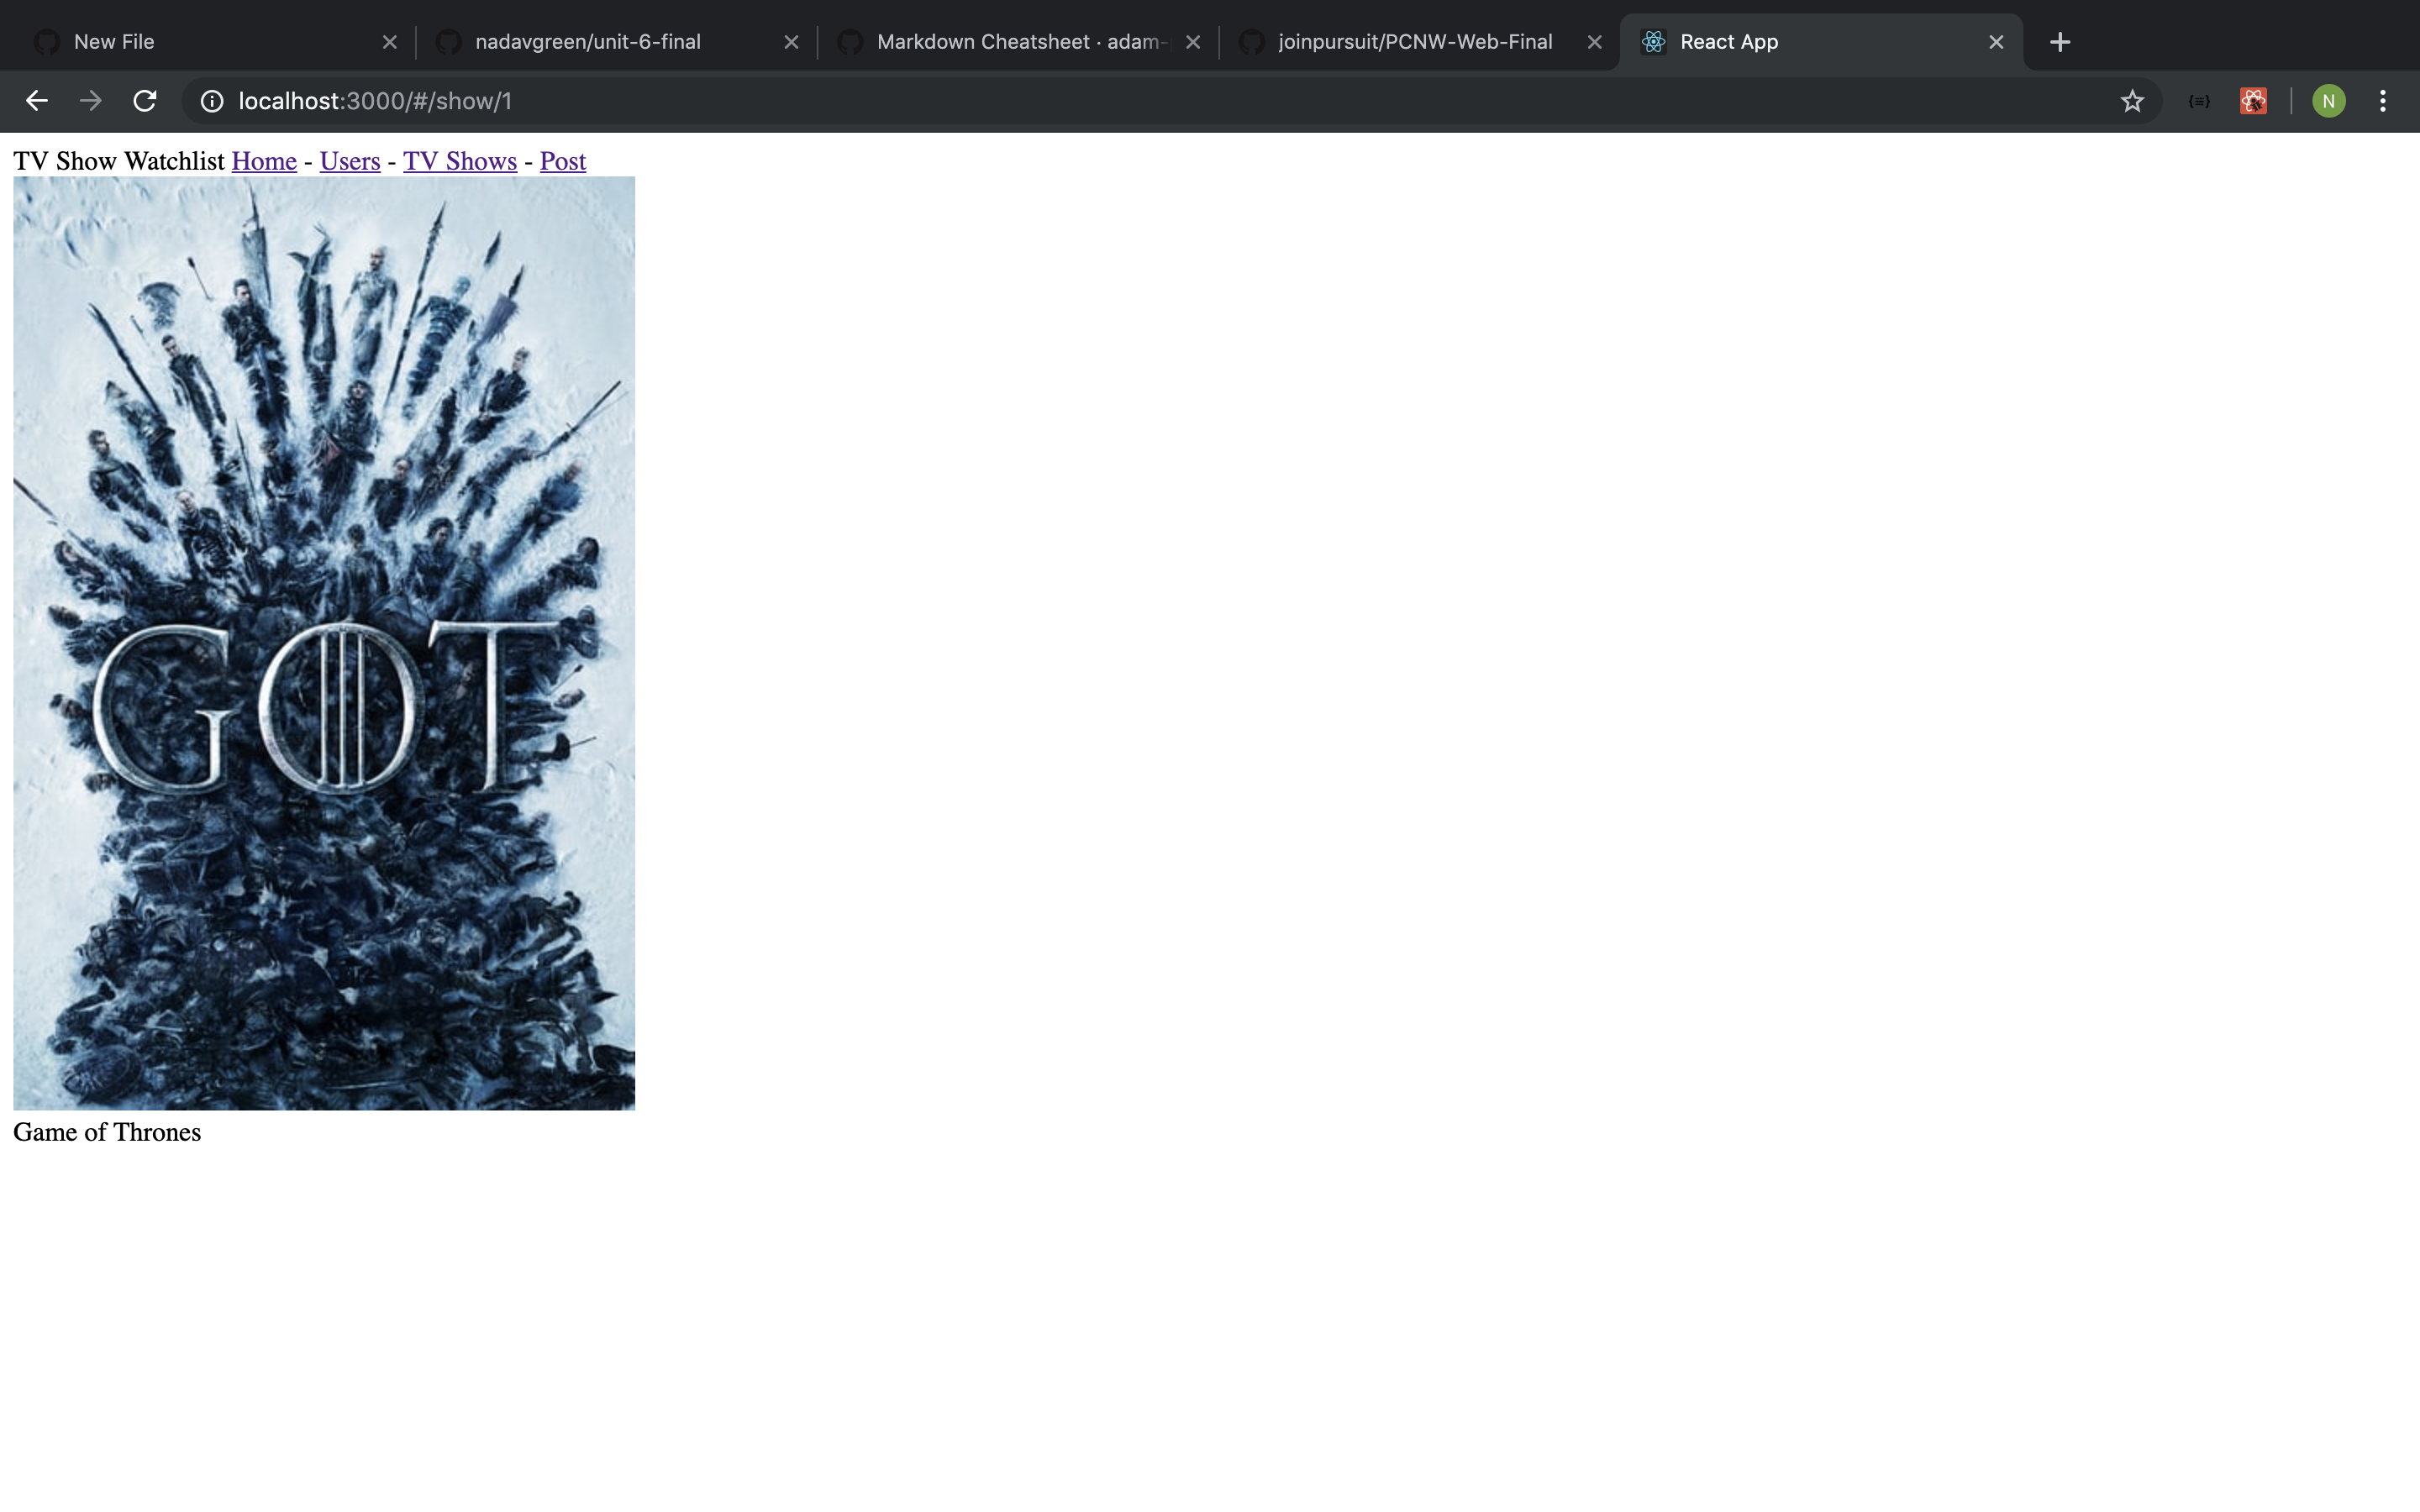 New File
nadavgreen/unit-6-final
Markdown Cheatsheet · adam-
joinpursuit/PCNW-Web-Final
React App
localhost:3000/#/show/1
{≡}
N
TV Show Watchlist Home - Users - TV Shows - Post
GOT
Game of Thrones